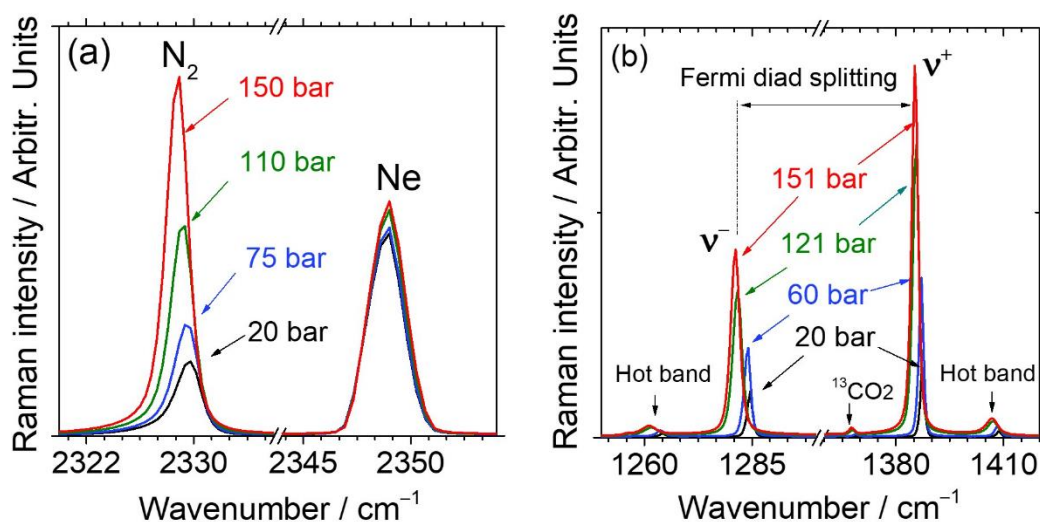 (a)
N₂
150 bar
110 bar
75 bar
20 bar
Ne
Raman intensity / Arbitr. Units
2322 2330 2345 2350
Wavenumber / cm⁻¹
(b)
Fermi diad splitting
ν⁺
ν⁻
151 bar
121 bar
60 bar
20 bar
Hot band
¹³CO2
Hot band
Raman intensity / Arbitr. Units
1260 1285 1380 1410
Wavenumber / cm⁻¹